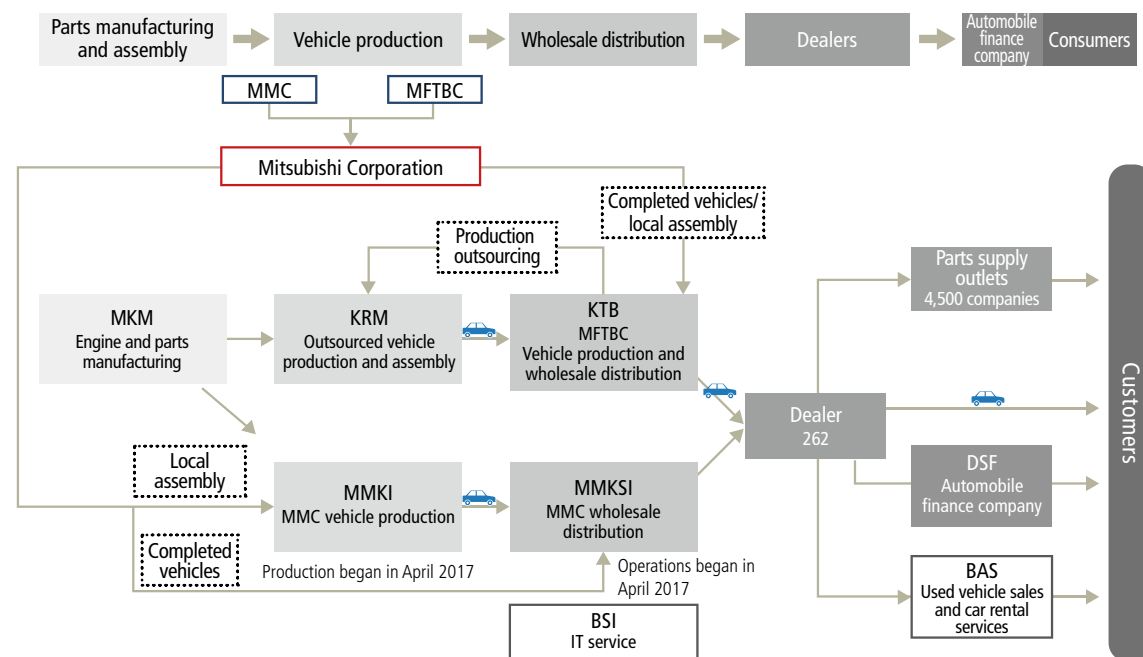 Parts manufacturing
and assembly
Vehicle production
Wholesale distribution
Dealers
Automobile
finance
company
Consumers
MMC
MFTBC
Mitsubishi Corporation
Completed vehicles/
local assembly
Production
outsourcing
Parts supply
outlets
4,500 companies
MKM
Engine and parts
manufacturing
KRM
Outsourced vehicle
production and assembly
KTB
MFTBC
Vehicle production and
wholesale distribution
Dealer
262
Customers
Local
assembly
MMKI
MMC vehicle production
MMKSI
MMC wholesale
distribution
DSF
Automobile
finance company
Completed
vehicles
Production began in April 2017
Operations began in
April 2017
BAS
Used vehicle sales
and car rental
services
BSI
IT service